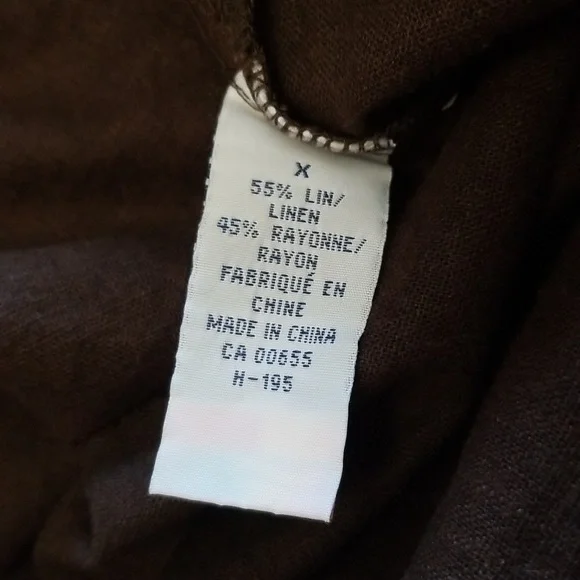 X
55% LIN/
LINEN
45% RAYONNE/
RAYON
FABRIQUÉ EN
CHINE
MADE IN CHINA
CA 00655
H-195